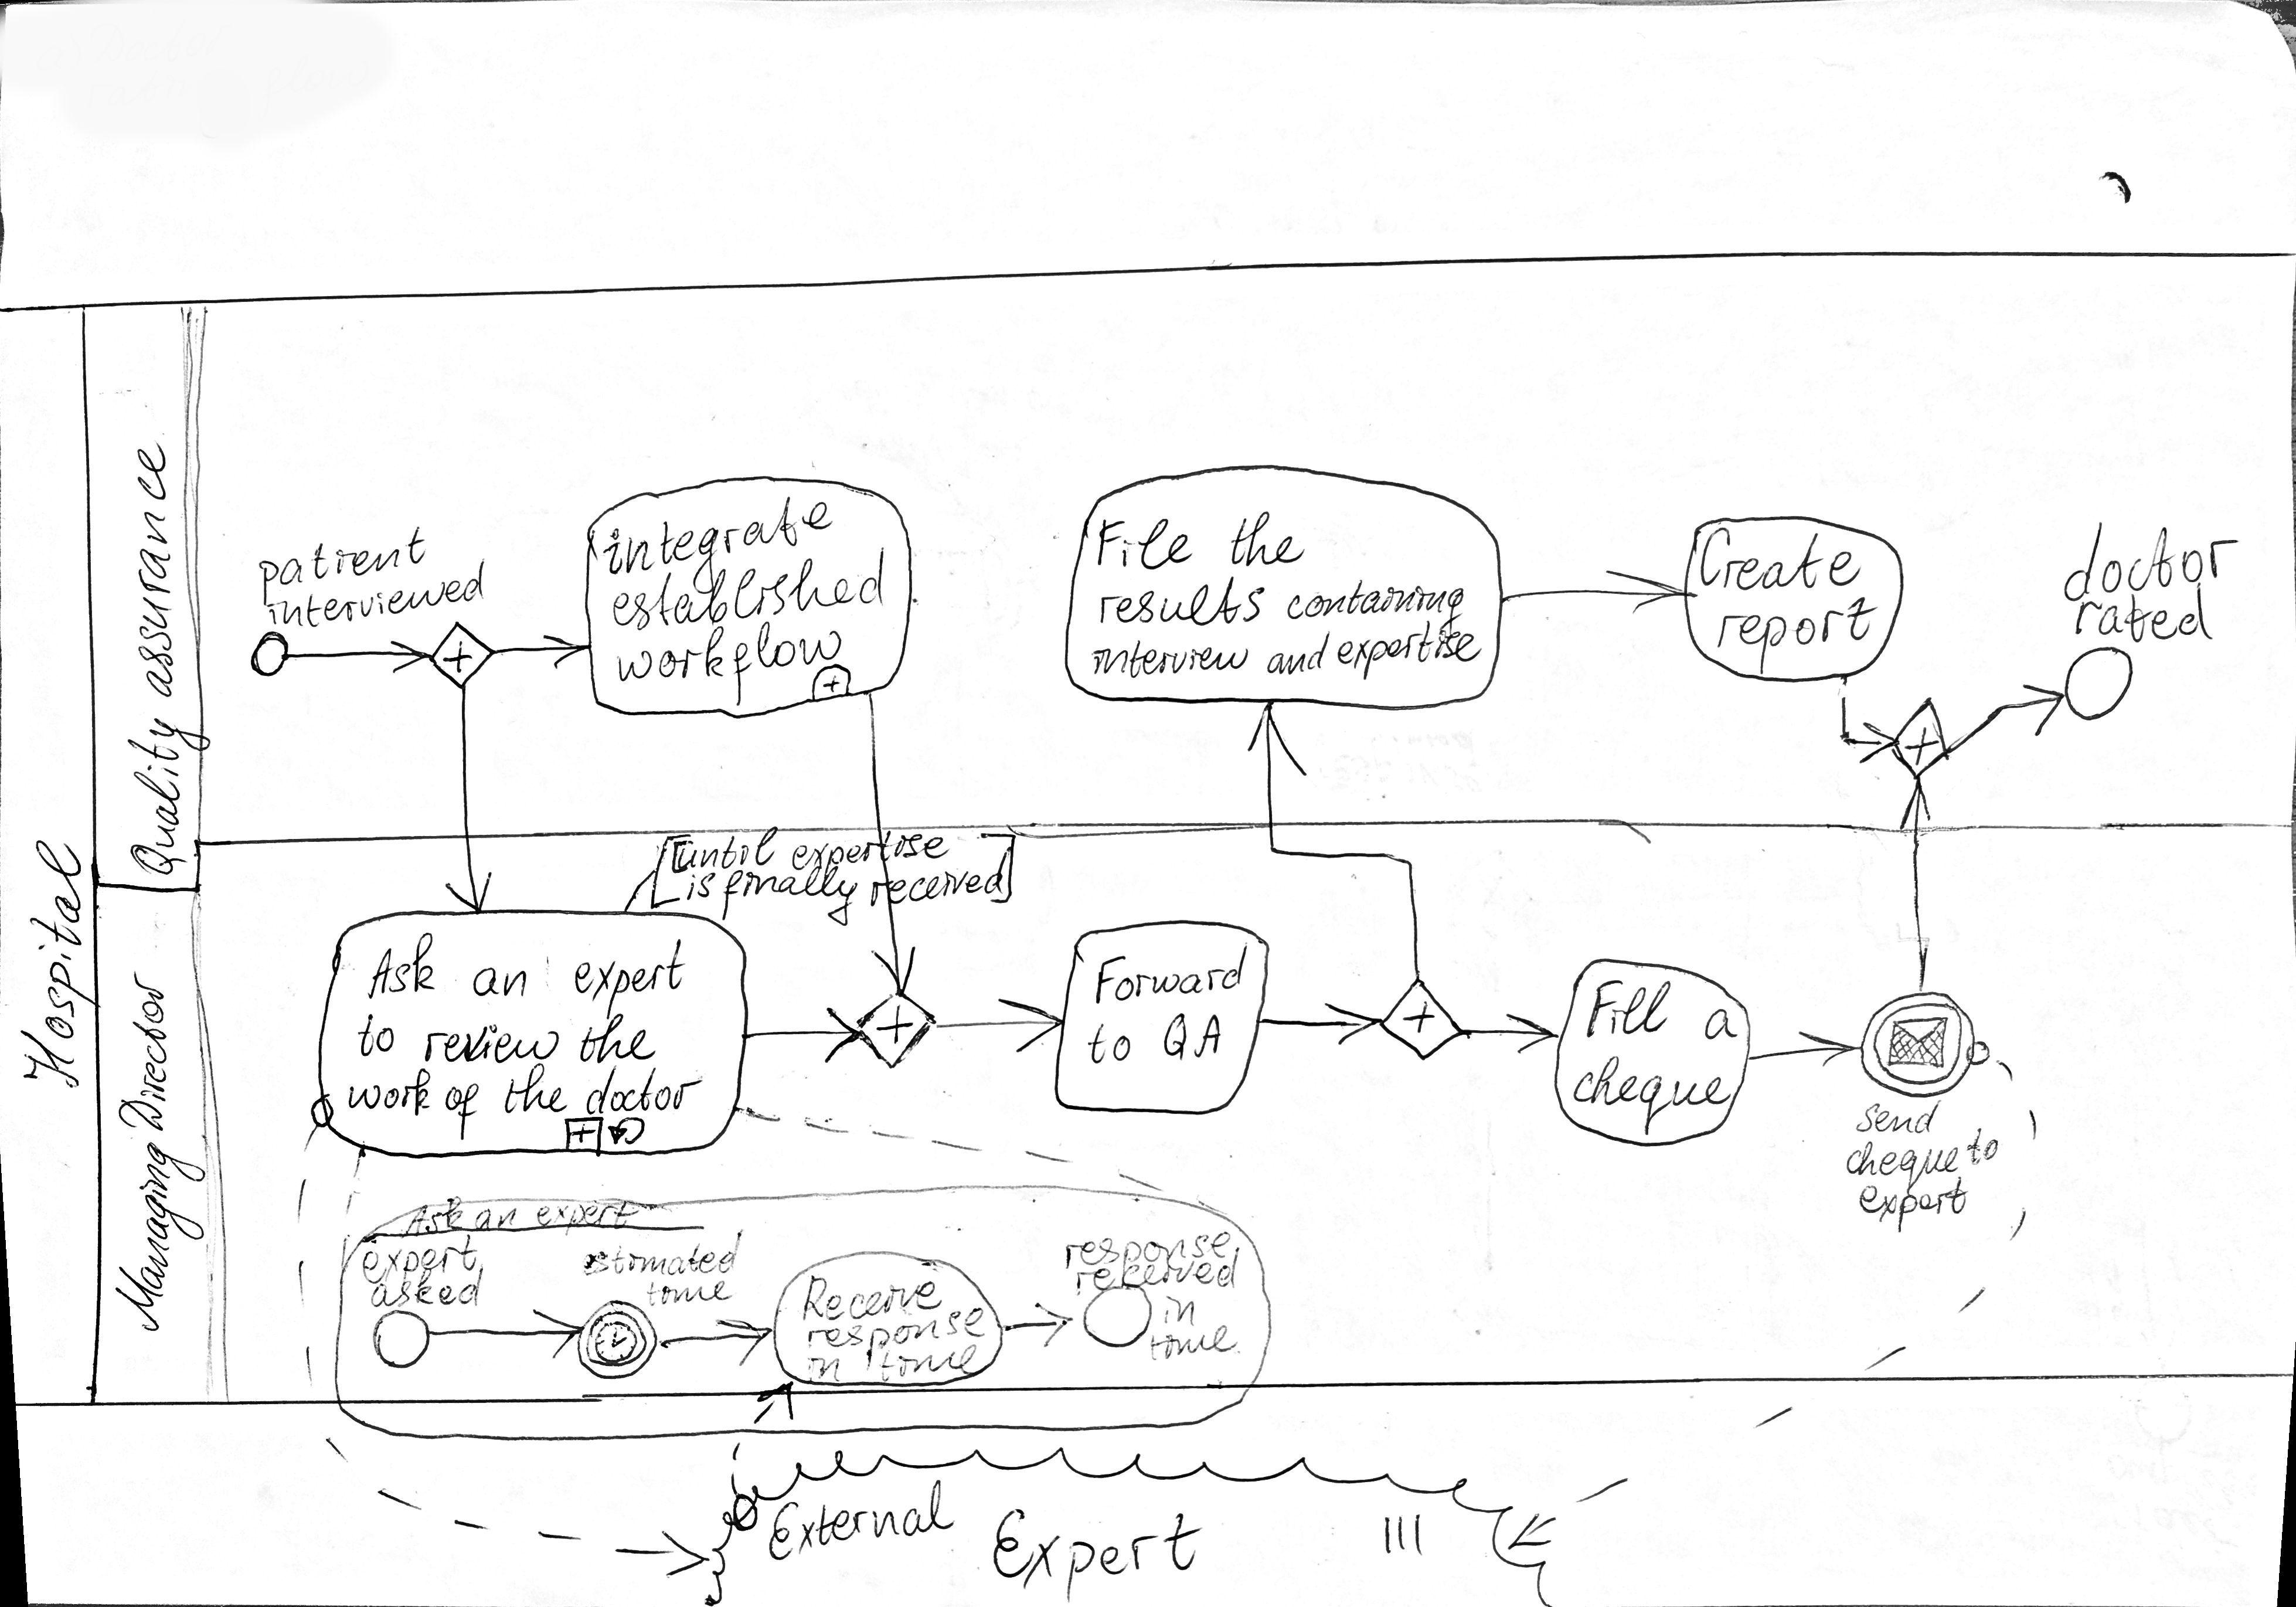 Hospital
Quality assurance
Managing Director
patient
interviewed
integrate
established
workflow
File the
results containing
interview and expertise
Create
report
doctor
rated
[until expertise
is finally received]
Ask an expert
to review the
work of the doctor
Forward
to QA
Fill a
cheque
send
cheque to
expert
Ask an expert
expert
asked
estimated
time
Receive
response
in time
response
received
in
time
External
Expert